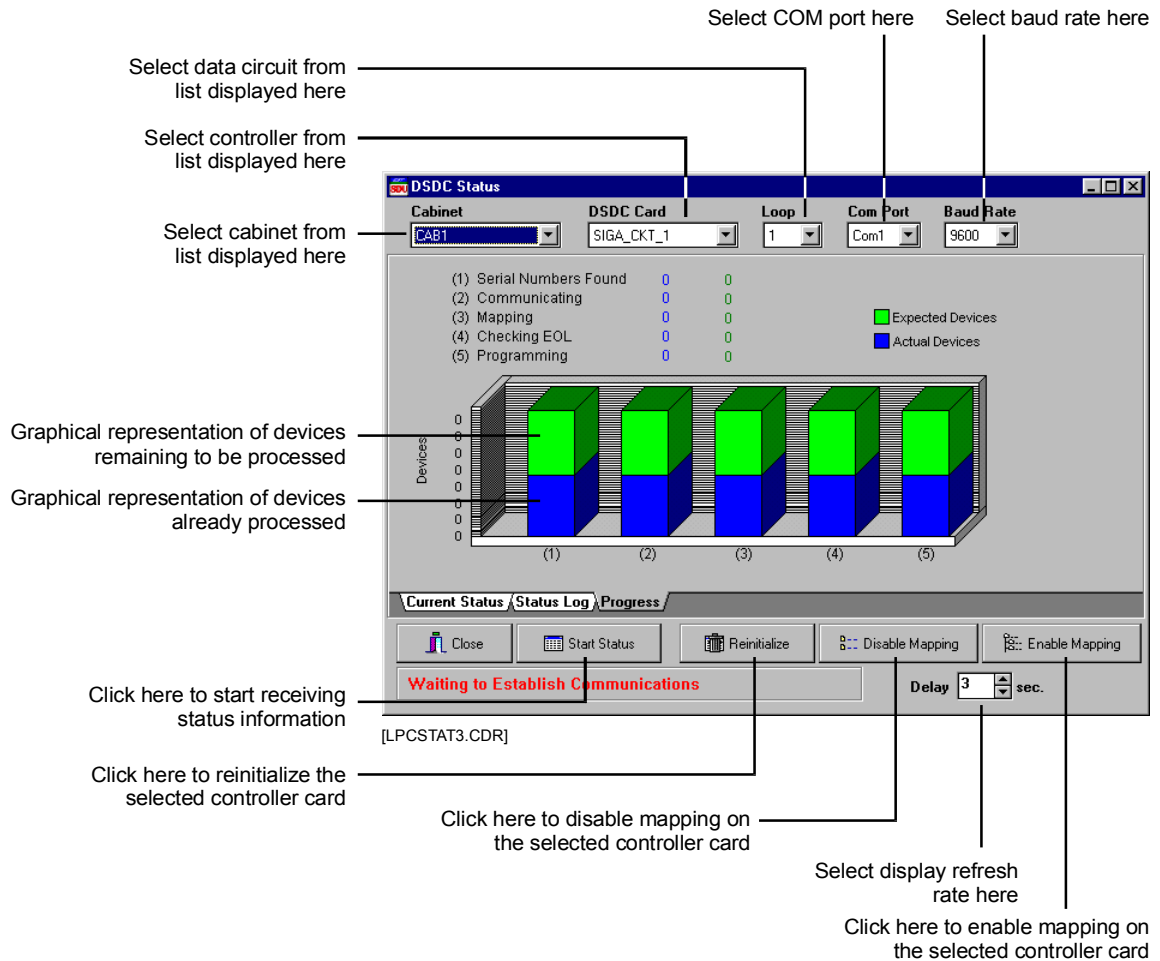 Select COM port here
Select baud rate here
Select data circuit from
list displayed here
Select controller from
list displayed here
Select cabinet from
list displayed here
SDU
DSDC Status
Cabinet
DSDC Card
Loop
Com Port
Baud Rate
CAB1
SIGA_CKT_1
1
Com1
9600
(1) Serial Numbers Found 0 0
(2) Communicating 0 0
(3) Mapping 0 0
(4) Checking EOL 0 0
(5) Programming 0 0
Expected Devices
Actual Devices
Graphical representation of devices
remaining to be processed
Graphical representation of devices
already processed
Devices
0
0
0
0
0
0
0
0
(1) (2) (3) (4) (5)
Current Status
Status Log
Progress
Close
Start Status
Reinitialize
Disable Mapping
Enable Mapping
Waiting to Establish Communications
Delay 3 sec.
Click here to start receiving
status information
[LPCSTAT3.CDR]
Click here to reinitialize the
selected controller card
Click here to disable mapping on
the selected controller card
Select display refresh
rate here
Click here to enable mapping on
the selected controller card